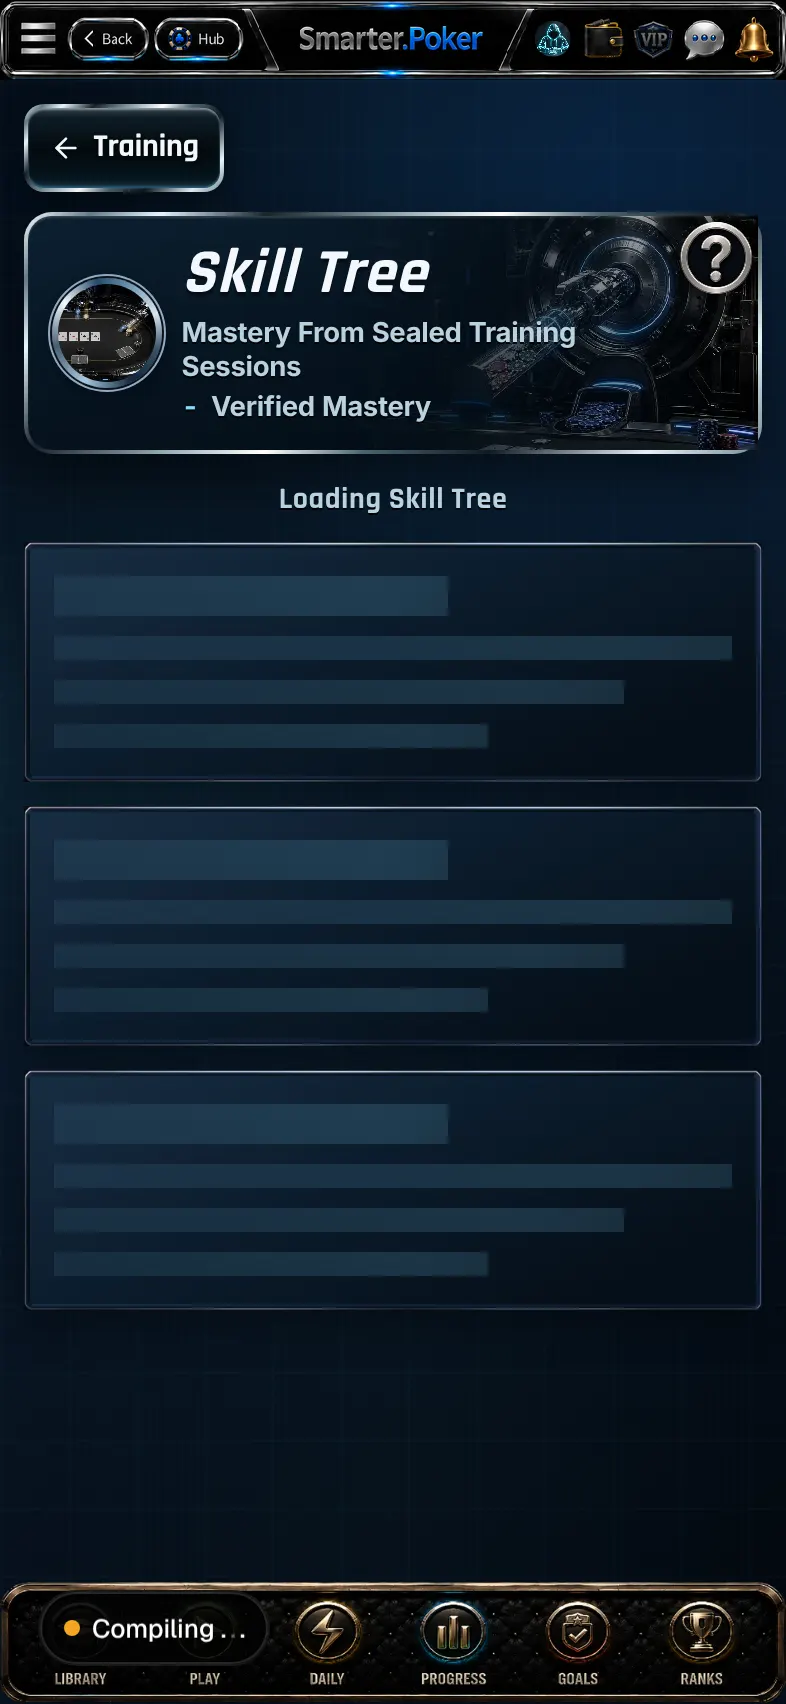 Back
Hub
Smarter.Poker
VIP
Training
Skill Tree
?
Mastery From Sealed Training
Sessions
- Verified Mastery
Loading Skill Tree
Compiling...
LIBRARY
PLAY
DAILY
PROGRESS
GOALS
RANKS